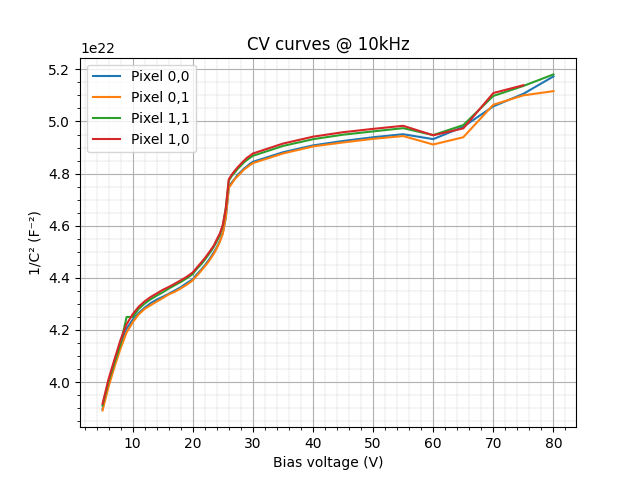 CV curves @ 10kHz
1e22
5.2
5.0
4.8
4.6
4.4
4.2
4.0
1/C² (F⁻²)
Pixel 0,0
Pixel 0,1
Pixel 1,1
Pixel 1,0
10 20 30 40 50 60 70 80
Bias voltage (V)